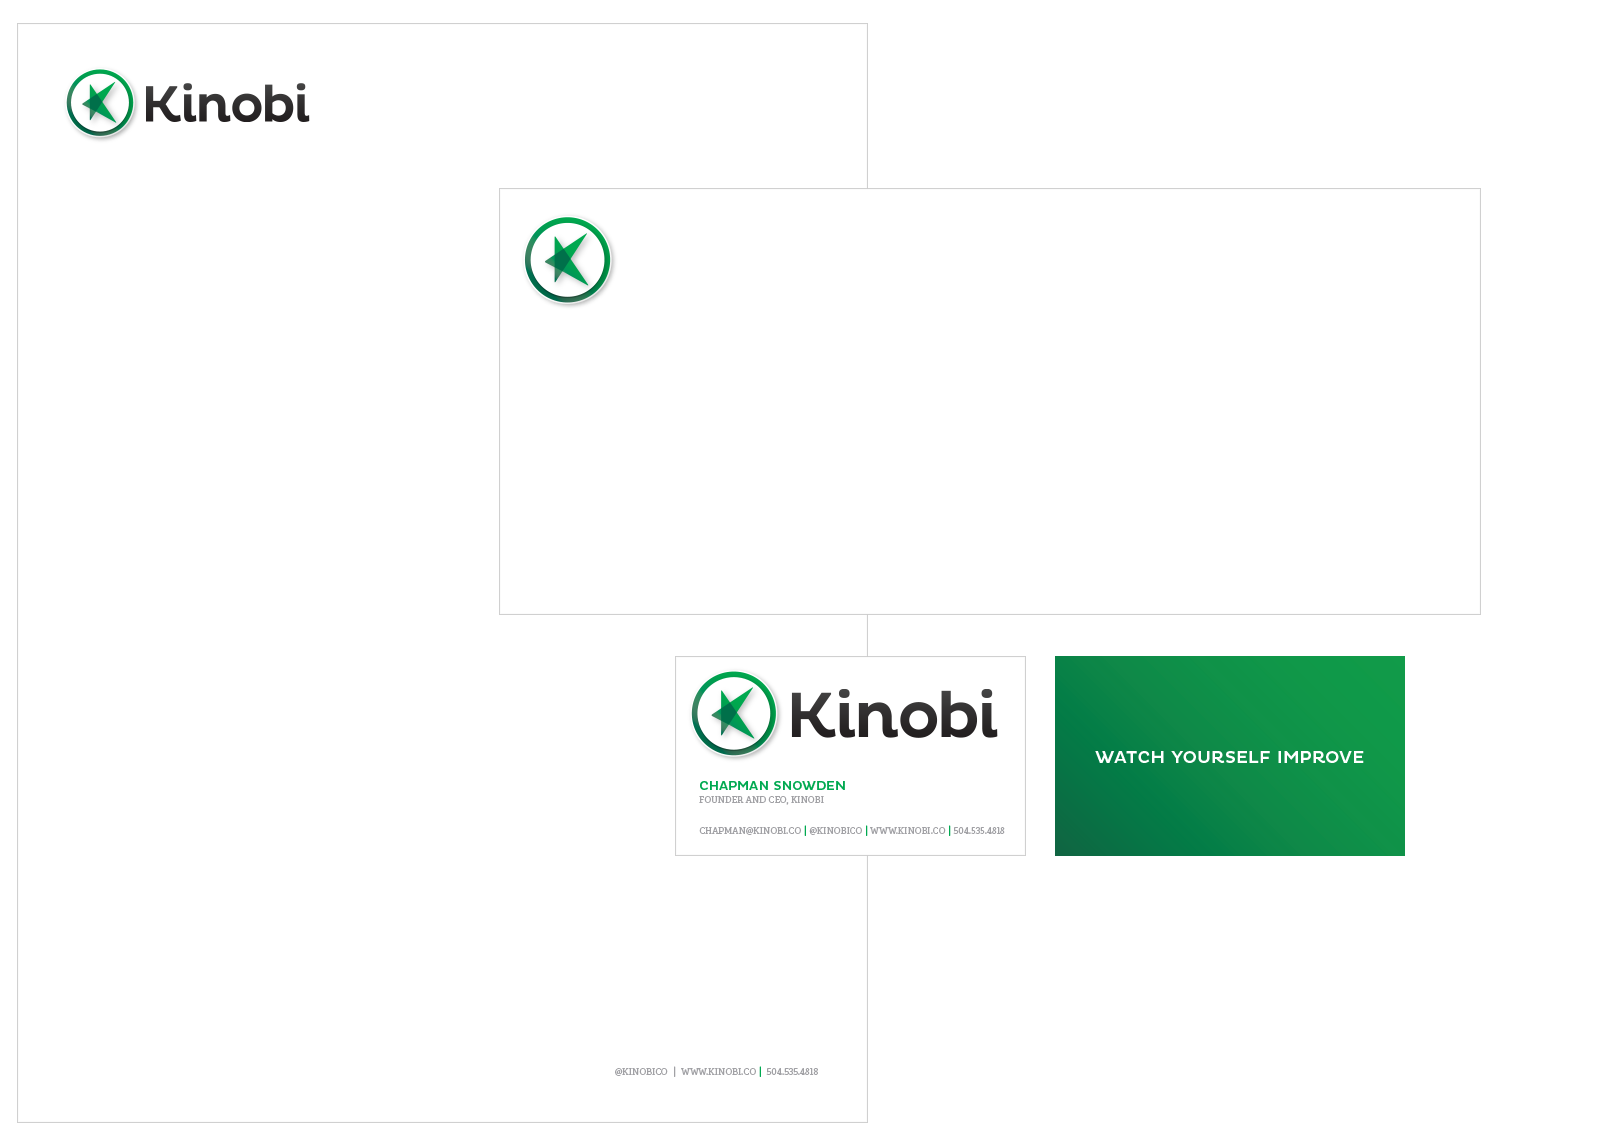 Kinobi
Kinobi
CHAPMAN SNOWDEN
FOUNDER AND CEO, KINOBI
CHAPMAN@KINOBI.CO | @KINOBICO | WWW.KINOBI.CO | 504.535.4818
WATCH YOURSELF IMPROVE
@KINOBICO | WWW.KINOBI.CO | 504.535.4818